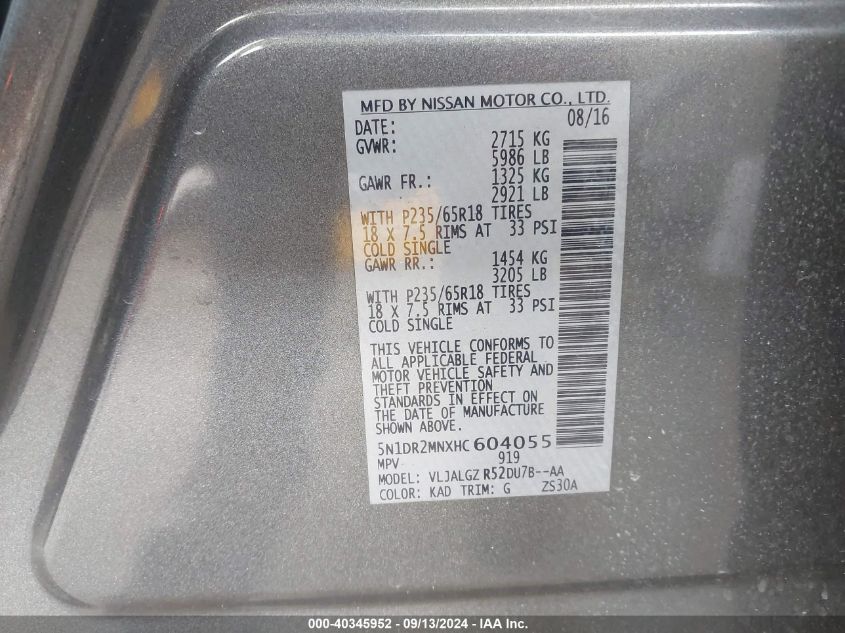 MFD BY NISSAN MOTOR CO., LTD.
DATE: 08/16
GVWR: 2715 KG
5986 LB
GAWR FR.: 1325 KG
2921 LB
WITH P235/65R18 TIRES
18 X 7.5 RIMS AT 33 PSI
COLD SINGLE
GAWR RR.: 1454 KG
3205 LB
WITH P235/65R18 TIRES
18 X 7.5 RIMS AT 33 PSI
COLD SINGLE
THIS VEHICLE CONFORMS TO
ALL APPLICABLE FEDERAL
MOTOR VEHICLE SAFETY AND
THEFT PREVENTION
STANDARDS IN EFFECT ON
THE DATE OF MANUFACTURE
SHOWN ABOVE.
5N1DR2MNXHC604055
MPV 919
MODEL: VLJALGZ R52DU7B--AA
COLOR: KAD TRIM: G ZS30A
000-40345952 - 09/13/2024 - IAA Inc.